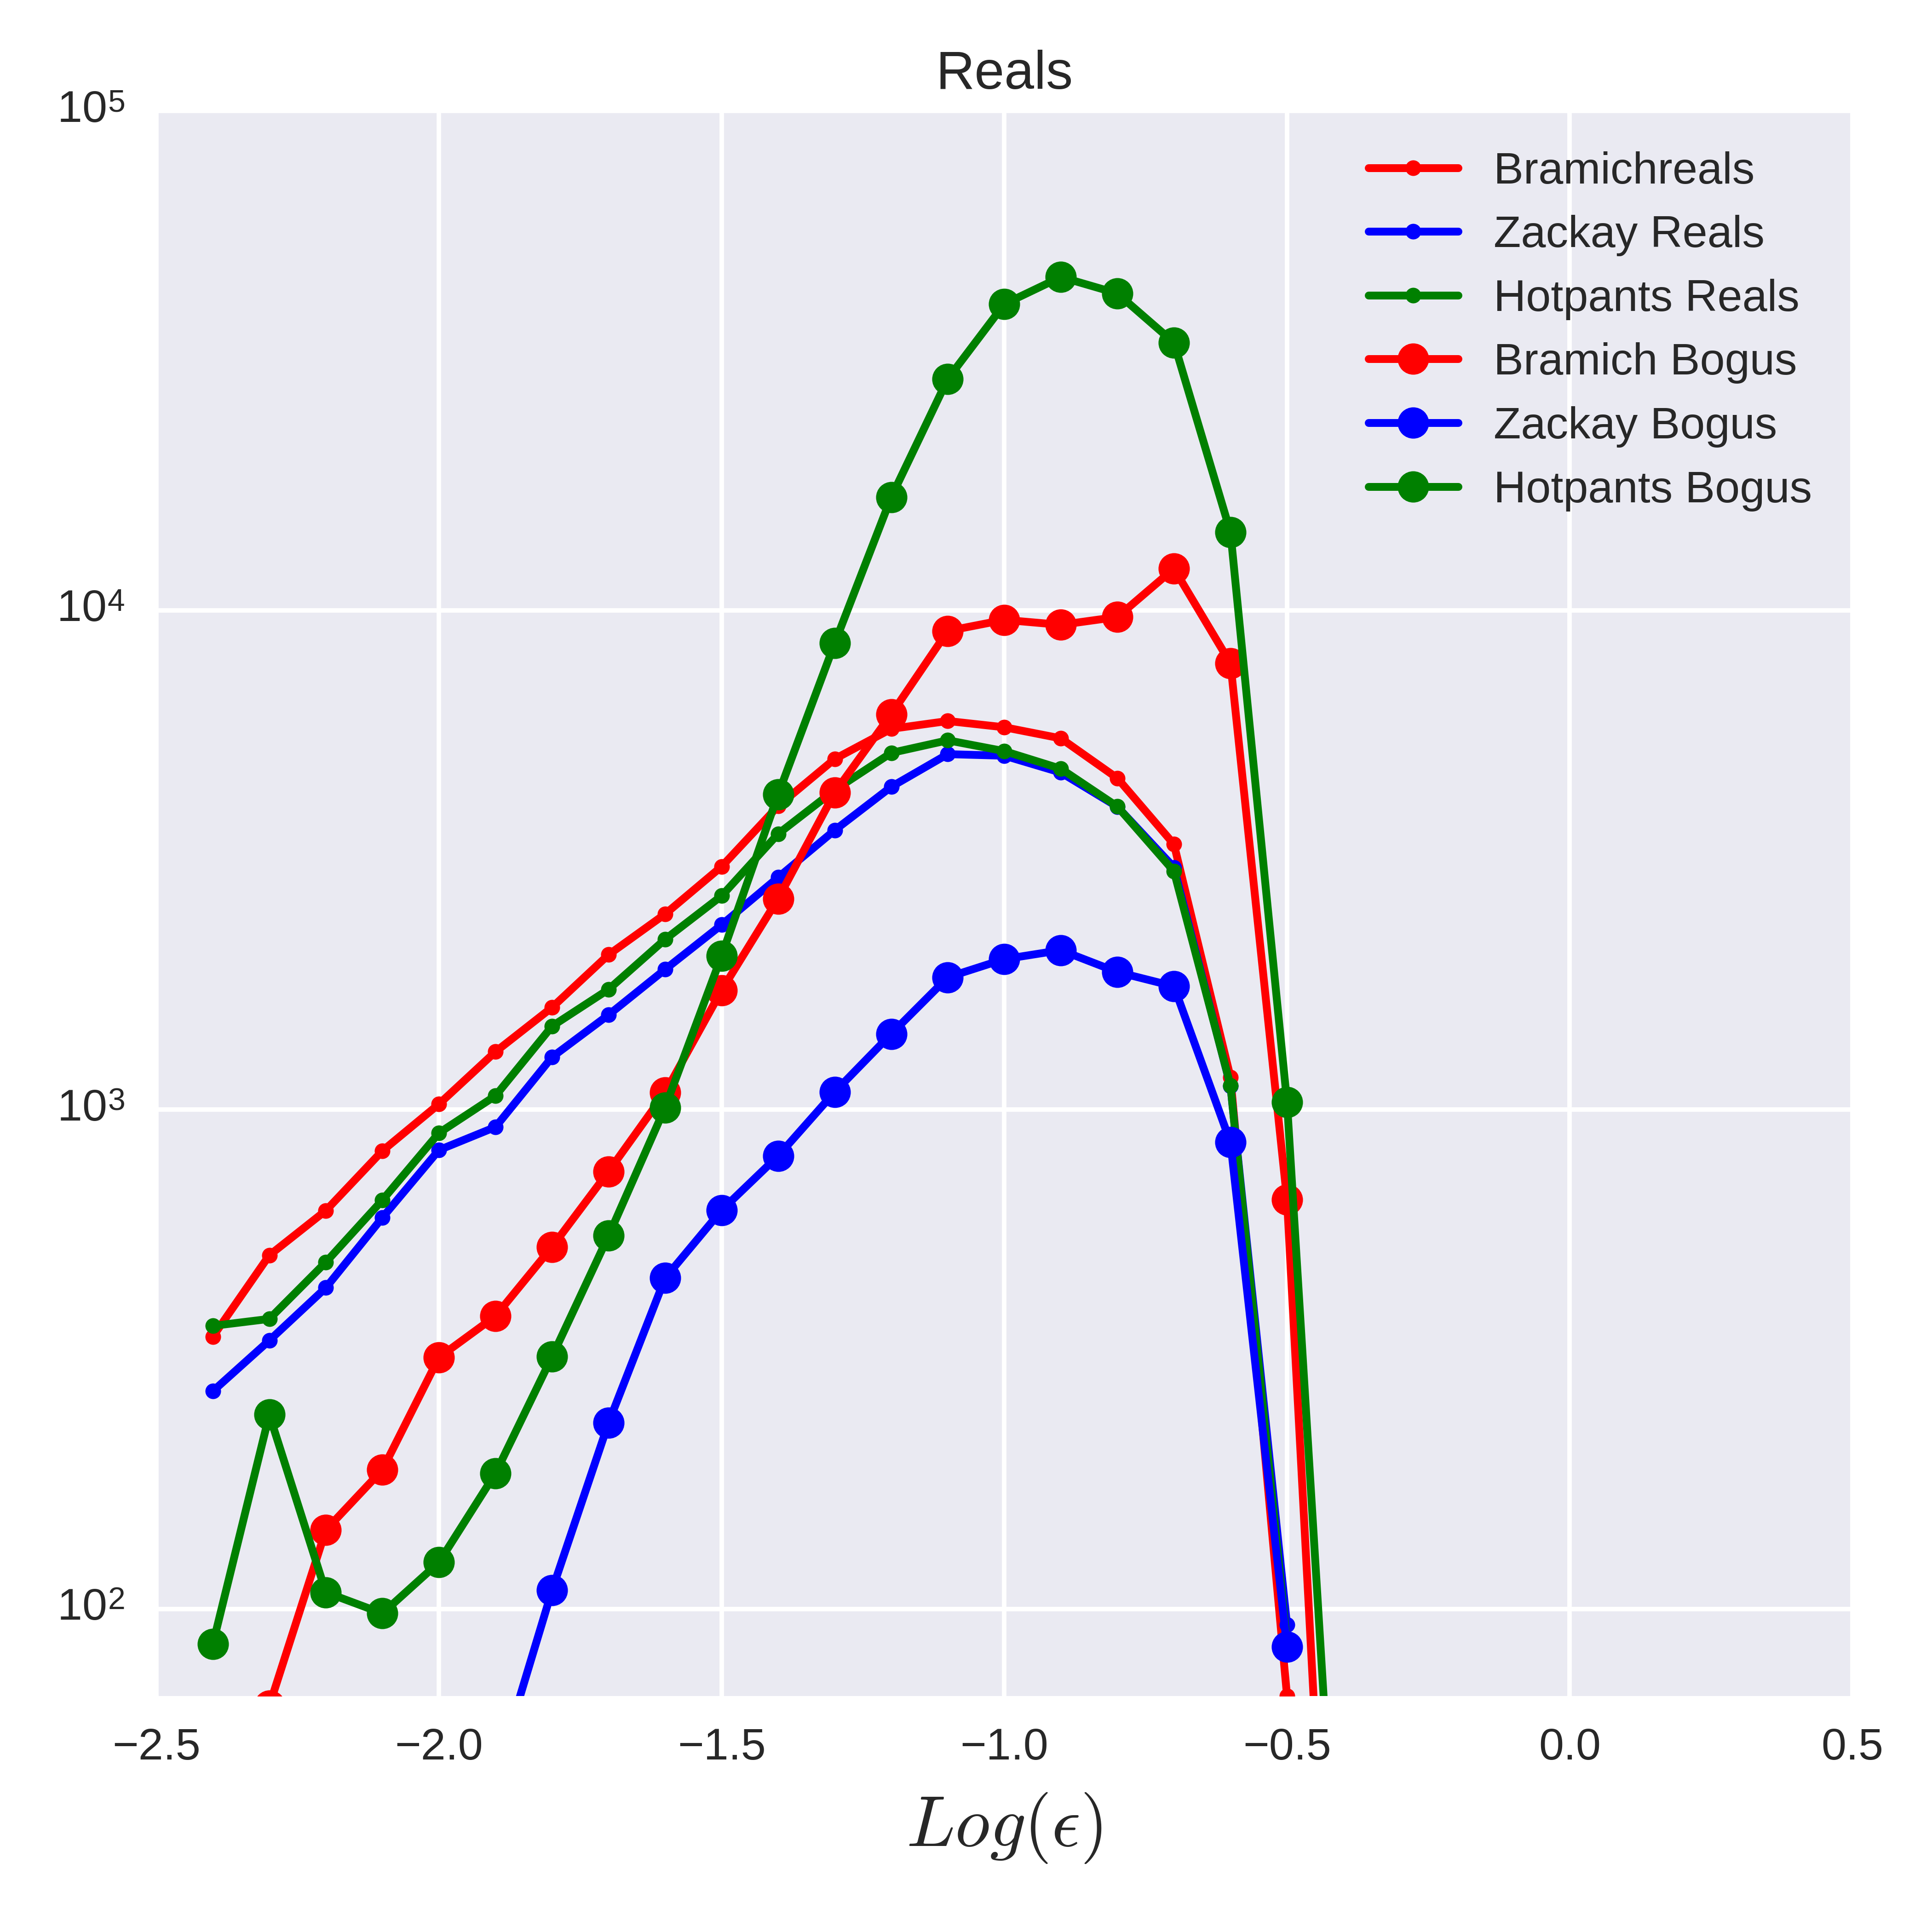 Reals
10⁵
10⁴
10³
10²
Bramichreals
Zackay Reals
Hotpants Reals
Bramich Bogus
Zackay Bogus
Hotpants Bogus
−2.5 −2.0 −1.5 −1.0 −0.5 0.0 0.5
Log(ϵ)